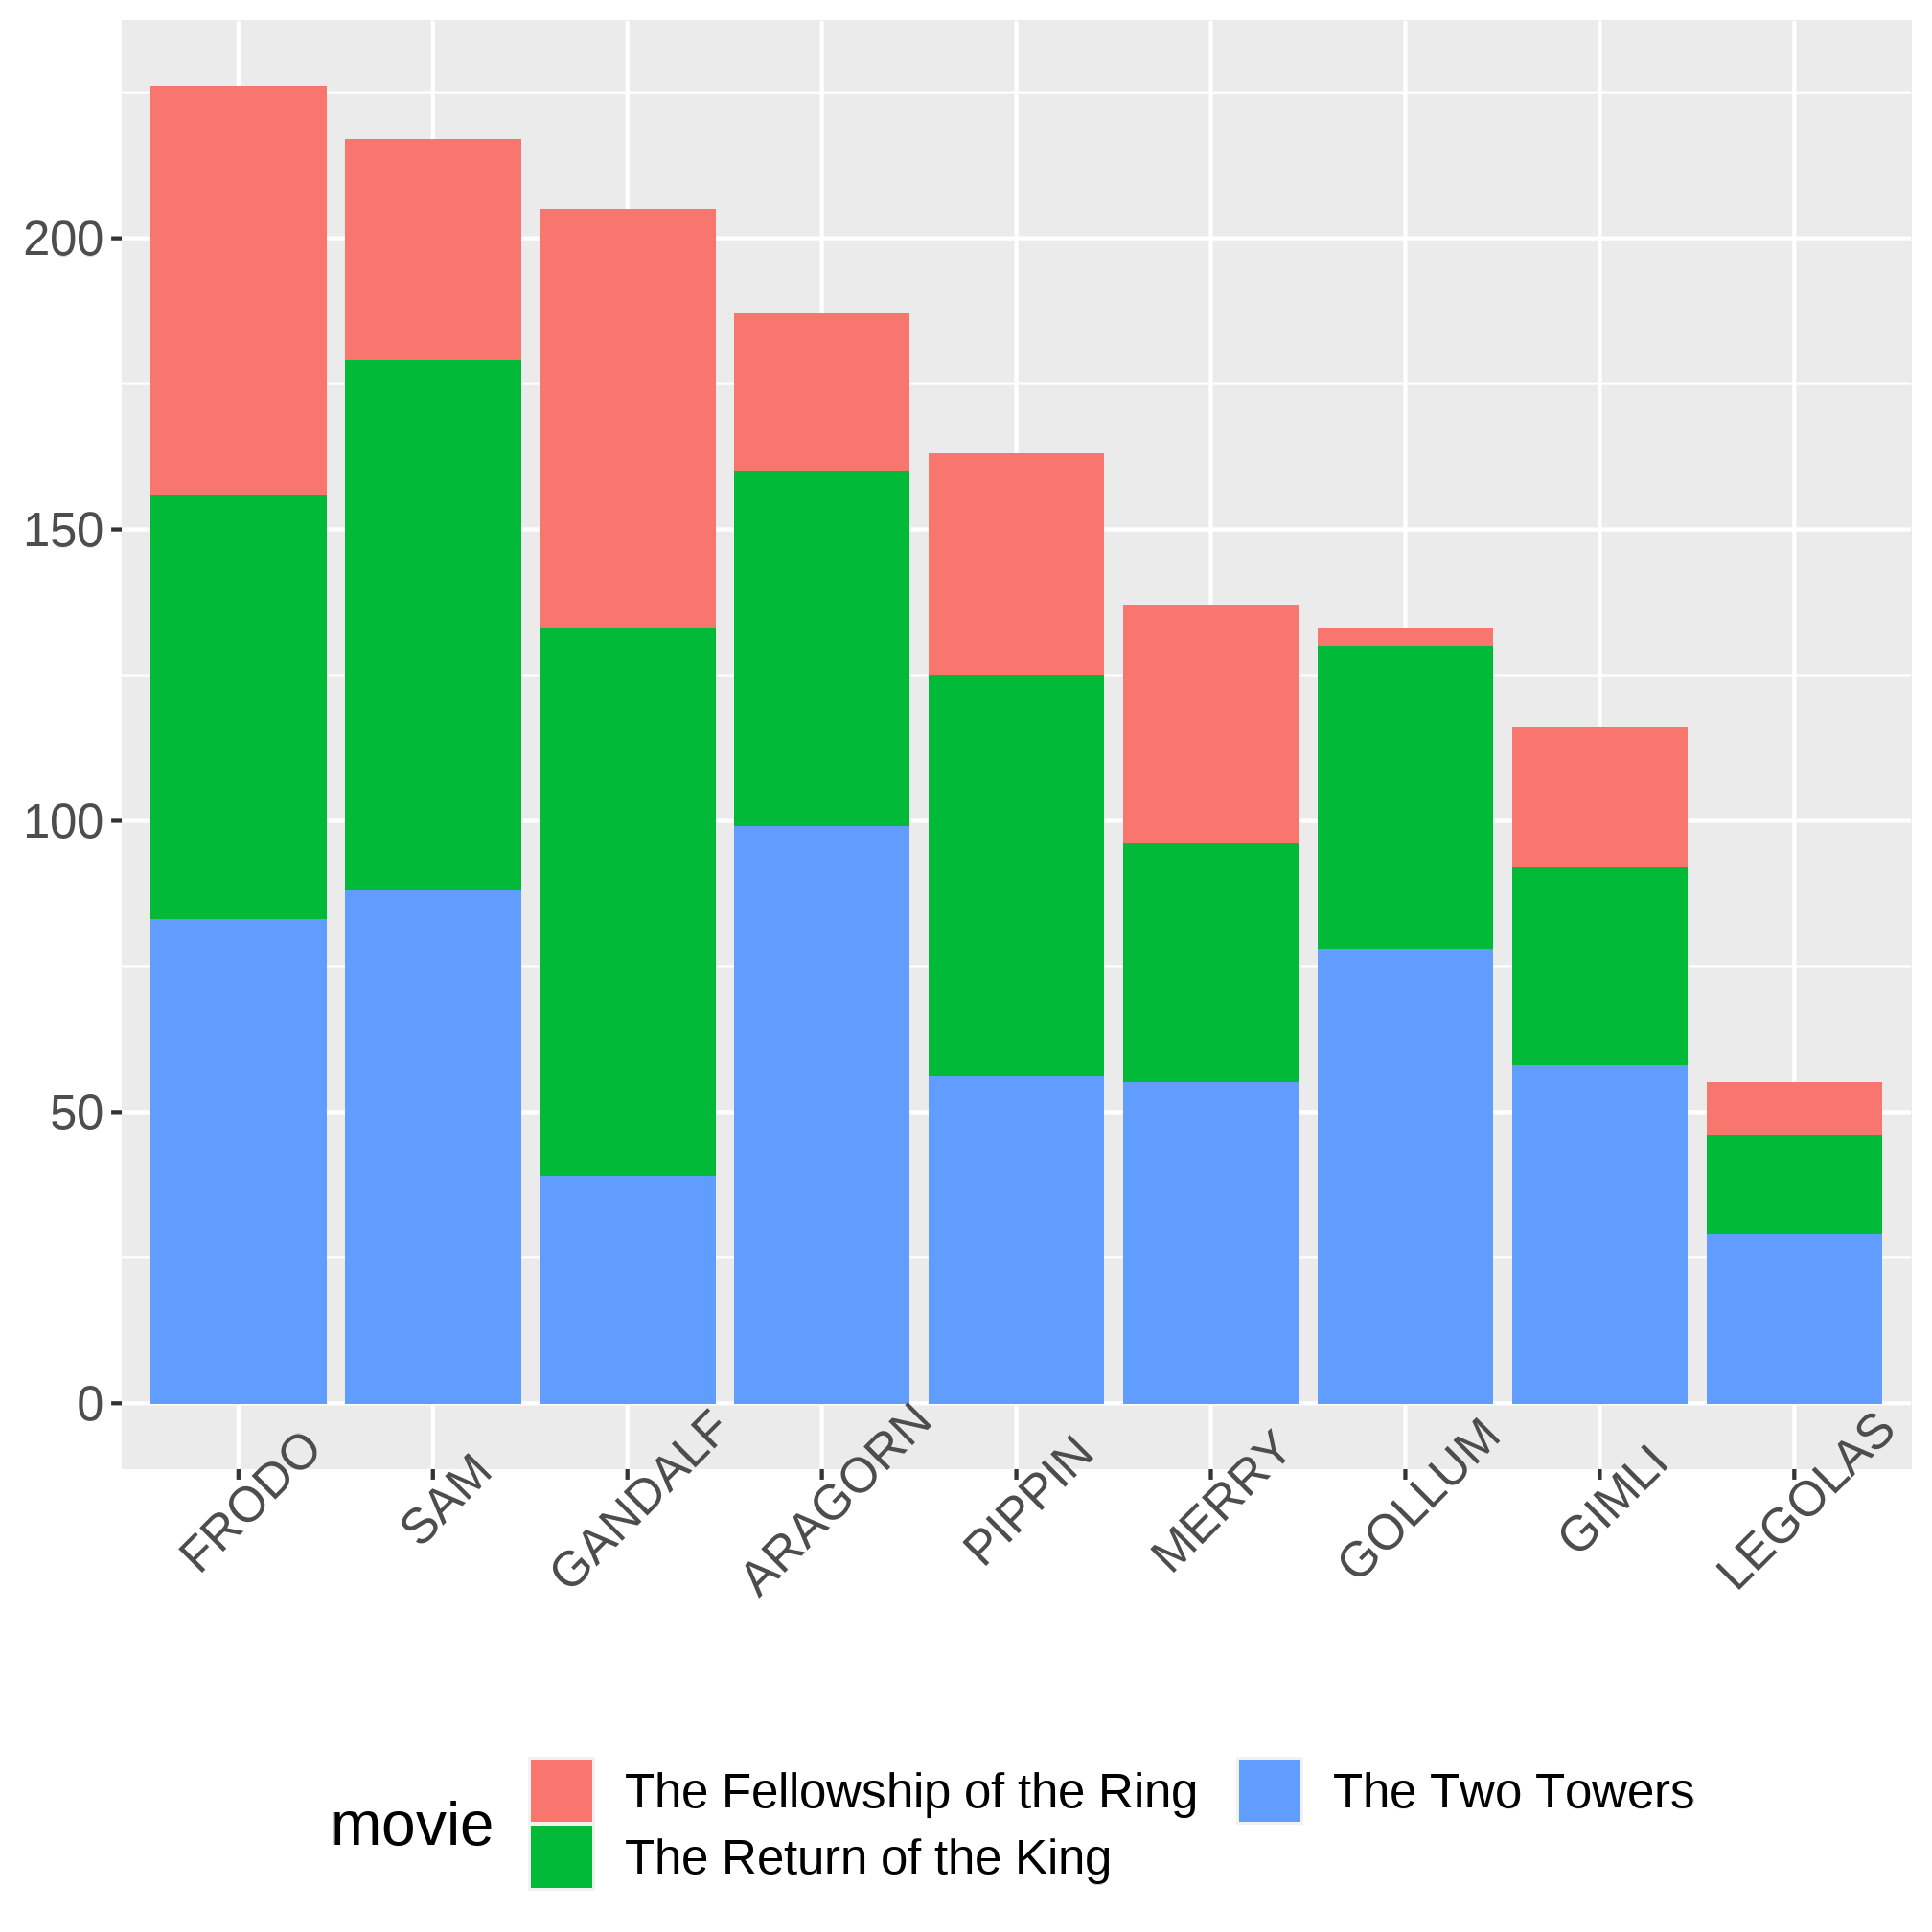 200
150
100
50
0
FRODO
SAM
GANDALF
ARAGORN
PIPPIN
MERRY
GOLLUM
GIMLI
LEGOLAS
movie
The Fellowship of the Ring
The Return of the King
The Two Towers